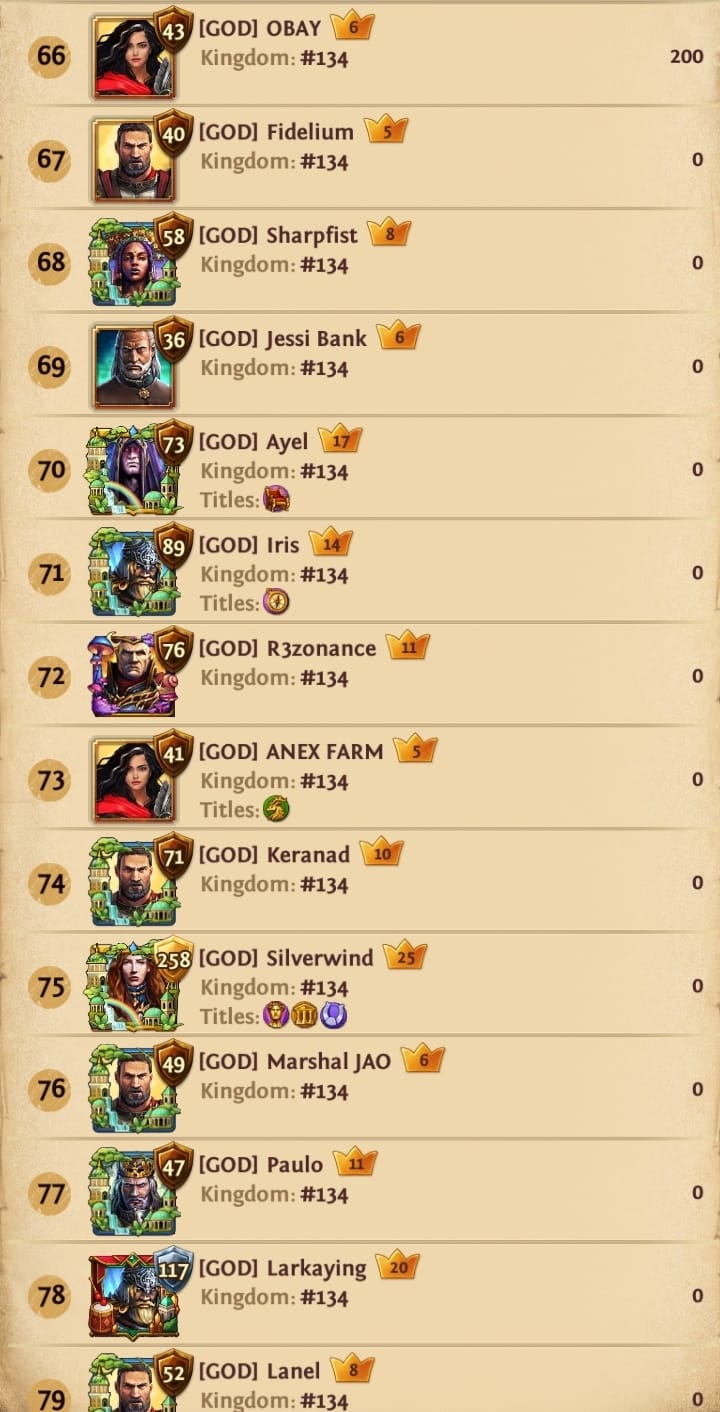 66 43 [GOD] OBAY 6
Kingdom: #134 200
67 40 [GOD] Fidelium 5
Kingdom: #134 0
68 58 [GOD] Sharpfist 8
Kingdom: #134 0
69 36 [GOD] Jessi Bank 6
Kingdom: #134 0
70 73 [GOD] Ayel 17
Kingdom: #134 0
Titles:
71 89 [GOD] Iris 14
Kingdom: #134 0
Titles:
72 76 [GOD] R3zonance 11
Kingdom: #134 0
73 41 [GOD] ANEX FARM 5
Kingdom: #134 0
Titles:
74 71 [GOD] Keranad 10
Kingdom: #134 0
75 258 [GOD] Silverwind 25
Kingdom: #134 0
Titles:
76 49 [GOD] Marshal JAO 6
Kingdom: #134 0
77 47 [GOD] Paulo 11
Kingdom: #134 0
78 117 [GOD] Larkaying 20
Kingdom: #134 0
79 52 [GOD] Lanel 8
Kingdom: #134 0